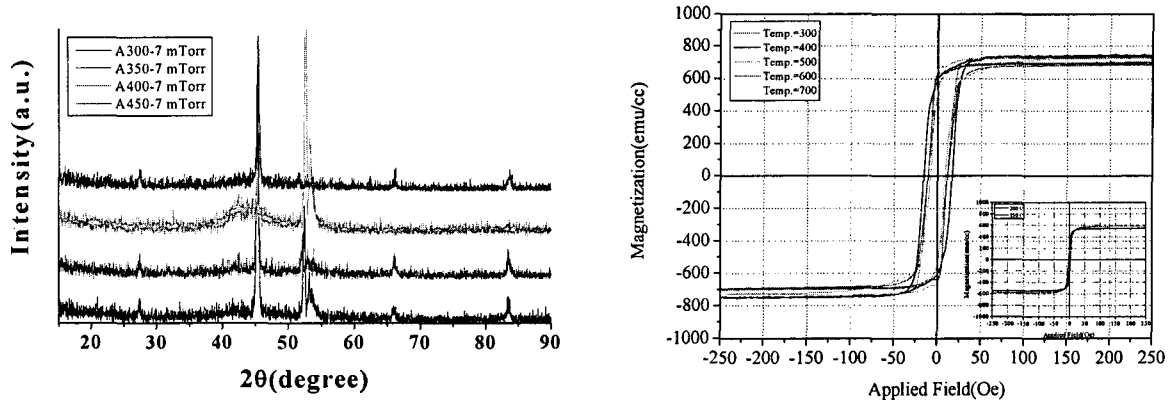 Intensity(a.u.)
A300-7 mTorr
A350-7 mTorr
A400-7 mTorr
A450-7 mTorr
20 30 40 50 60 70 80 90
2θ(degree)
Magnetization(emu/cc)
1000
800
600
400
200
0
-200
-400
-600
-800
-1000
Temp.=300
Temp.=400
Temp.=500
Temp.=600
Temp.=700
-250 -200 -150 -100 -50 0 50 100 150 200 250
Applied Field(Oe)
Applied Field(Oe)